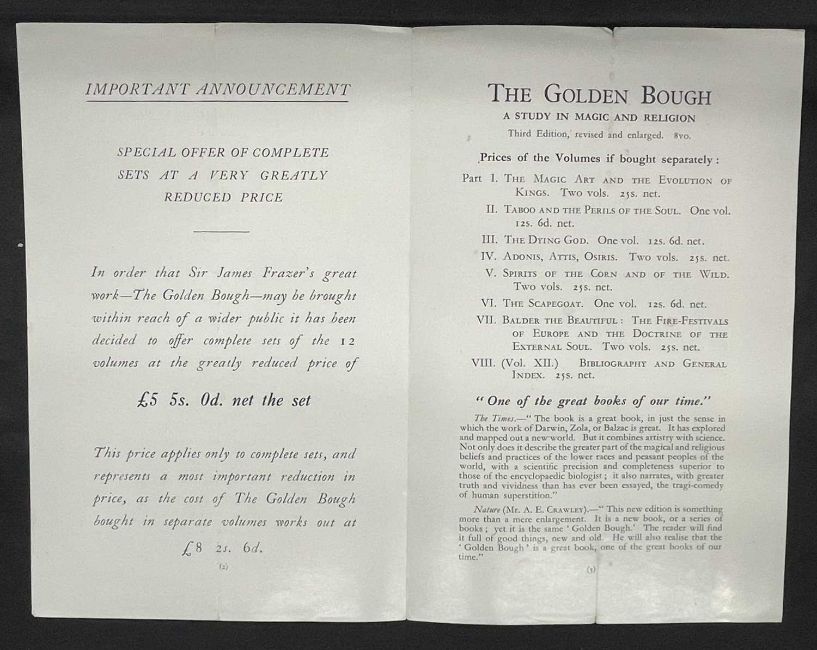 IMPORTANT ANNOUNCEMENT
SPECIAL OFFER OF COMPLETE
SETS AT A VERY GREATLY
REDUCED PRICE
In order that Sir James Frazer's great
work—The Golden Bough—may be brought
within reach of a wider public it has been
decided to offer complete sets of the 12
volumes at the greatly reduced price of
£5 5s. 0d. net the set
This price applies only to complete sets, and
represents a most important reduction in
price, as the cost of The Golden Bough
bought in separate volumes works out at
£8 2s. 6d.
(2)
THE GOLDEN BOUGH
A STUDY IN MAGIC AND RELIGION
Third Edition, revised and enlarged. 8vo.
Prices of the Volumes if bought separately:
Part I. THE MAGIC ART AND THE EVOLUTION OF
KINGS. Two vols. 25s. net.
II. TABOO AND THE PERILS OF THE SOUL. One vol.
12s. 6d. net.
III. THE DYING GOD. One vol. 12s. 6d. net.
IV. ADONIS, ATTIS, OSIRIS. Two vols. 25s. net.
V. SPIRITS OF THE CORN AND OF THE WILD.
Two vols. 25s. net.
VI. THE SCAPEGOAT. One vol. 12s. 6d. net.
VII. BALDER THE BEAUTIFUL: THE FIRE-FESTIVALS
OF EUROPE AND THE DOCTRINE OF THE
EXTERNAL SOUL. Two vols. 25s. net.
VIII. (Vol. XII.) BIBLIOGRAPHY AND GENERAL
INDEX. 25s. net.
"One of the great books of our time."
The Times.—"The book is a great book, in just the sense in
which the work of Darwin, Zola, or Balzac is great. It has explored
and mapped out a new world. But it combines artistry with science.
Not only does it describe the greater part of the magical and religious
beliefs and practices of the lower races and peasant peoples of the
world, with a scientific precision and completeness superior to
those of the encyclopaedic biologist; it also narrates, with greater
truth and vividness than has ever been essayed, the tragi-comedy
of human superstition."
Nature (MR. A. E. CRAWLEY).—"This new edition is something
more than a mere enlargement. It is a new book, or a series of
books; yet it is the same 'Golden Bough.' The reader will find
it full of good things, new and old. He will also realise that the
'Golden Bough' is a great book, one of the great books of our
time."
(3)